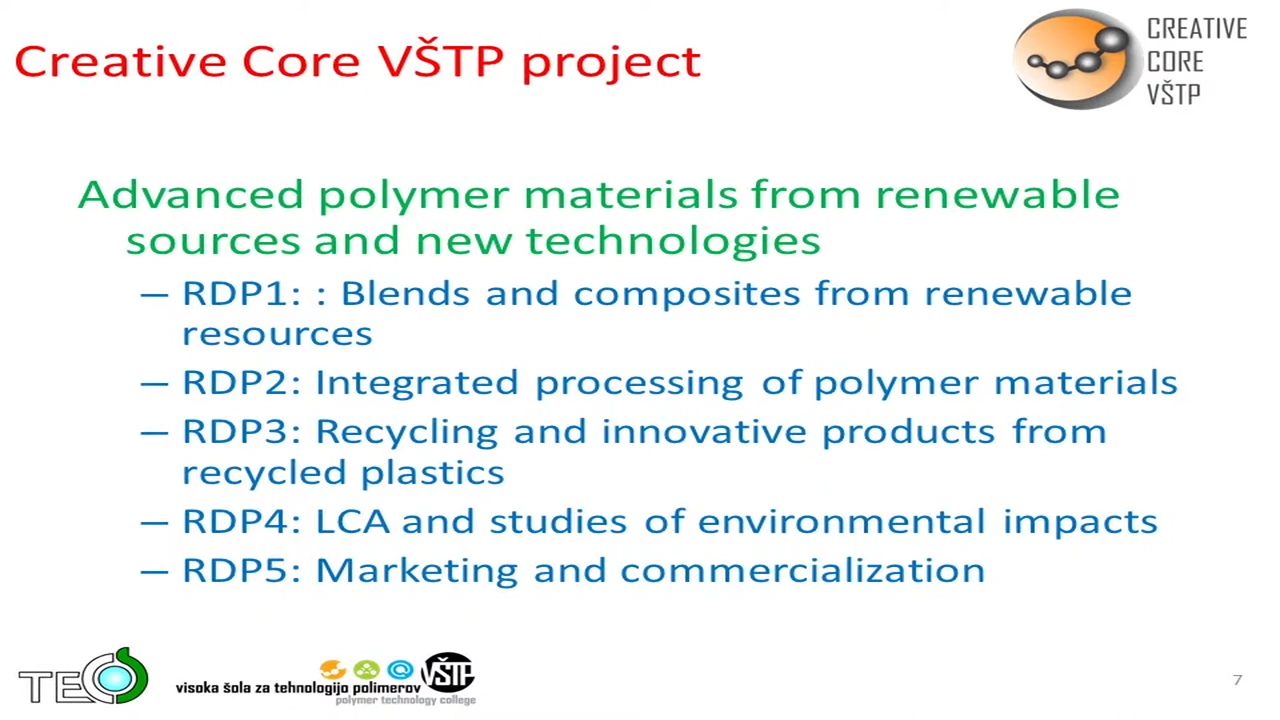 Creative Core VŠTP project
CREATIVE
CORE
VŠTP
Advanced polymer materials from renewable
sources and new technologies
– RDP1: : Blends and composites from renewable
resources
– RDP2: Integrated processing of polymer materials
– RDP3: Recycling and innovative products from
recycled plastics
– RDP4: LCA and studies of environmental impacts
– RDP5: Marketing and commercialization
TECOS
visoka šola za tehnologijo polimerov
VŠTP
polymer technology college
7